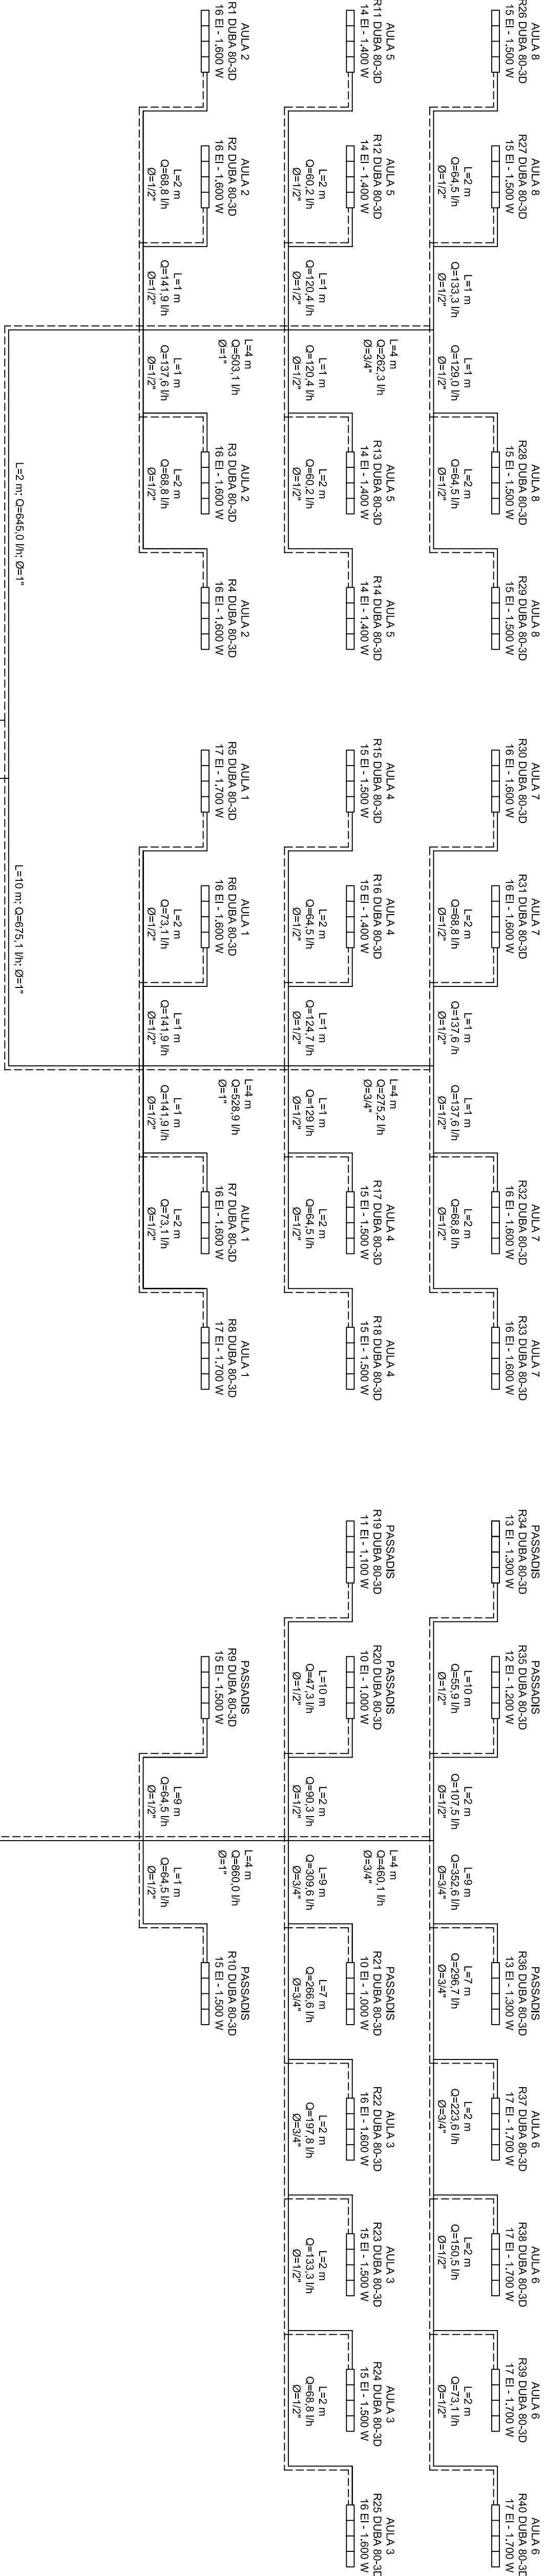 AULA 8
R26 DUBA 80-3D
15 El - 1.500 W
AULA 8
R27 DUBA 80-3D
15 El - 1.500 W
AULA 8
R28 DUBA 80-3D
15 El - 1.500 W
AULA 8
R29 DUBA 80-3D
15 El - 1.500 W
AULA 7
R30 DUBA 80-3D
16 El - 1.600 W
AULA 7
R31 DUBA 80-3D
16 El - 1.600 W
AULA 7
R32 DUBA 80-3D
16 El - 1.600 W
AULA 7
R33 DUBA 80-3D
16 El - 1.600 W
PASSADIS
R34 DUBA 80-3D
13 El - 1.300 W
PASSADIS
R35 DUBA 80-3D
12 El - 1.200 W
PASSADIS
R36 DUBA 80-3D
13 El - 1.300 W
AULA 6
R37 DUBA 80-3D
17 El - 1.700 W
AULA 6
R38 DUBA 80-3D
17 El - 1.700 W
AULA 6
R39 DUBA 80-3D
17 El - 1.700 W
AULA 6
R40 DUBA 80-3D
17 El - 1.700 W
L=2 m
Q=64,5 l/h
Ø=1/2"
L=1 m
Q=133,3 l/h
Ø=1/2"
L=1 m
Q=129,0 l/h
Ø=1/2"
L=2 m
Q=64,5 l/h
Ø=1/2"
L=2 m
Q=68,8 l/h
Ø=1/2"
L=1 m
Q=137,6 /h
Ø=1/2"
L=1 m
Q=137,6 l/h
Ø=1/2"
L=2 m
Q=68,8 l/h
Ø=1/2"
L=10 m
Q=55,9 l/h
Ø=1/2"
L=2 m
Q=107,5 l/h
Ø=1/2"
L=9 m
Q=352,6 l/h
Ø=3/4"
L=7 m
Q=296,7 l/h
Ø=3/4"
L=2 m
Q=223,6 l/h
Ø=3/4"
L=2 m
Q=150,5 l/h
Ø=1/2"
L=2 m
Q=73,1 l/h
Ø=1/2"
L=4 m
Q=262,3 l/h
Ø=3/4"
L=4 m
Q=275,2 l/h
Ø=3/4"
L=4 m
Q=460,1 l/h
Ø=3/4"
AULA 5
R11 DUBA 80-3D
14 El - 1.400 W
AULA 5
R12 DUBA 80-3D
14 El - 1.400 W
AULA 5
R13 DUBA 80-3D
14 El - 1.400 W
AULA 5
R14 DUBA 80-3D
14 El - 1.400 W
AULA 4
R15 DUBA 80-3D
15 El - 1.500 W
AULA 4
R16 DUBA 80-3D
15 El - 1.400 W
AULA 4
R17 DUBA 80-3D
15 El - 1.500 W
AULA 4
R18 DUBA 80-3D
15 El - 1.500 W
PASSADIS
R19 DUBA 80-3D
11 El - 1.100 W
PASSADIS
R20 DUBA 80-3D
10 El - 1.000 W
PASSADIS
R21 DUBA 80-3D
10 El - 1.000 W
AULA 3
R22 DUBA 80-3D
16 El - 1.600 W
AULA 3
R23 DUBA 80-3D
15 El - 1.500 W
AULA 3
R24 DUBA 80-3D
15 El - 1.500 W
AULA 3
R25 DUBA 80-3D
16 El - 1.600 W
L=2 m
Q=60,2 l/h
Ø=1/2"
L=1 m
Q=120,4 l/h
Ø=1/2"
L=1 m
Q=120,4 l/h
Ø=1/2"
L=2 m
Q=60,2 l/h
Ø=1/2"
L=2 m
Q=64,5 l/h
Ø=1/2"
L=1 m
Q=124,7 l/h
Ø=1/2"
L=1 m
Q=129 l/h
Ø=1/2"
L=2 m
Q=64,5 l/h
Ø=1/2"
L=10 m
Q=47,3 l/h
Ø=1/2"
L=2 m
Q=90,3 l/h
Ø=1/2"
L=9 m
Q=309,6 l/h
Ø=3/4"
L=7 m
Q=266,6 l/h
Ø=3/4"
L=2 m
Q=197,8 l/h
Ø=3/4"
L=2 m
Q=133,3 l/h
Ø=1/2"
L=2 m
Q=68,8 l/h
Ø=1/2"
L=4 m
Q=503,1 l/h
Ø=1"
L=4 m
Q=528,9 l/h
Ø=1"
L=4 m
Q=860,0 l/h
Ø=1"
AULA 2
R1 DUBA 80-3D
16 El - 1.600 W
AULA 2
R2 DUBA 80-3D
16 El - 1.600 W
AULA 2
R3 DUBA 80-3D
16 El - 1.600 W
AULA 2
R4 DUBA 80-3D
16 El - 1.600 W
AULA 1
R5 DUBA 80-3D
17 El - 1.700 W
AULA 1
R6 DUBA 80-3D
16 El - 1.600 W
AULA 1
R7 DUBA 80-3D
16 El - 1.600 W
AULA 1
R8 DUBA 80-3D
17 El - 1.700 W
PASSADIS
R9 DUBA 80-3D
15 El - 1.500 W
PASSADIS
R10 DUBA 80-3D
15 El - 1.500 W
L=2 m
Q=68,8 l/h
Ø=1/2"
L=1 m
Q=141,9 l/h
Ø=1/2"
L=1 m
Q=137,6 l/h
Ø=1/2"
L=2 m
Q=68,8 l/h
Ø=1/2"
L=2 m
Q=73,1 l/h
Ø=1/2"
L=1 m
Q=141,9 l/h
Ø=1/2"
L=1 m
Q=141,9 l/h
Ø=1/2"
L=2 m
Q=73,1 l/h
Ø=1/2"
L=9 m
Q=64,5 l/h
Ø=1/2"
L=1 m
Q=64,5 l/h
Ø=1/2"
L=2 m; Q=645,0 l/h; Ø=1"
L=10 m; Q=675,1 l/h; Ø=1"